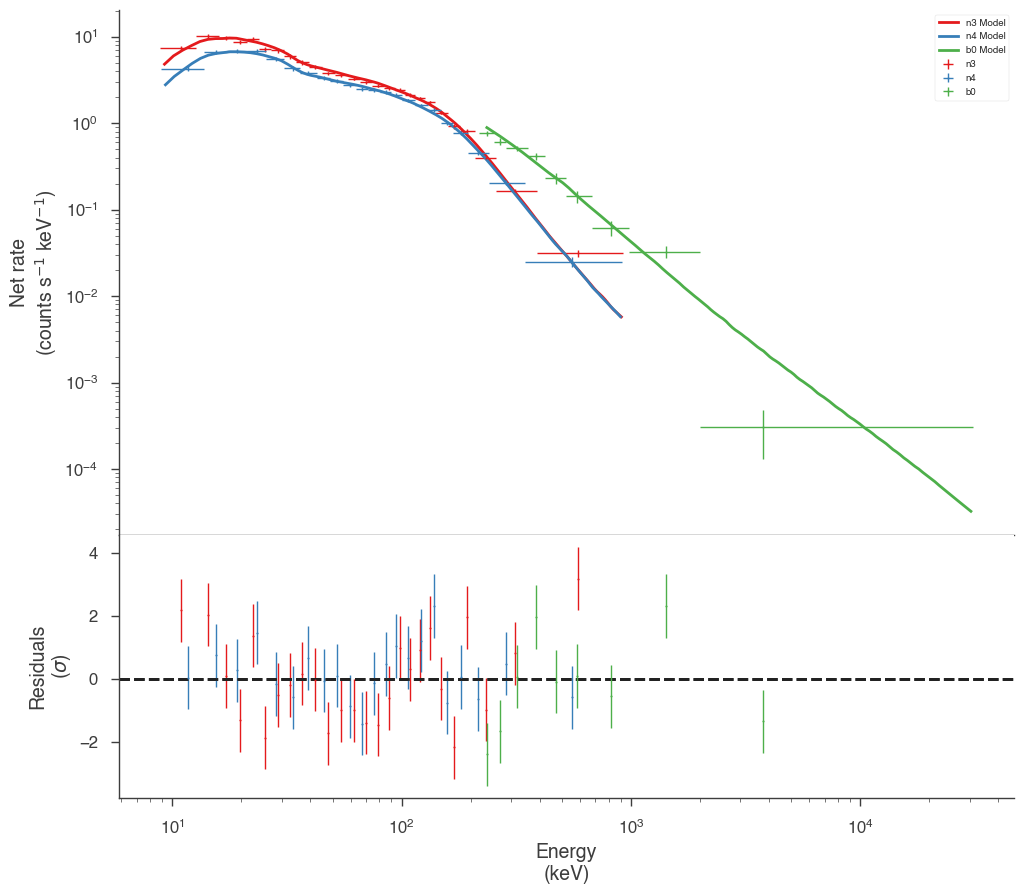 n3 Model
n4 Model
b0 Model
n3
n4
b0
10¹
10⁰
10⁻¹
10⁻²
10⁻³
10⁻⁴
Net rate
(counts s⁻¹ keV⁻¹)
4
2
0
−2
Residuals
(σ)
10¹ 10² 10³ 10⁴
Energy
(keV)